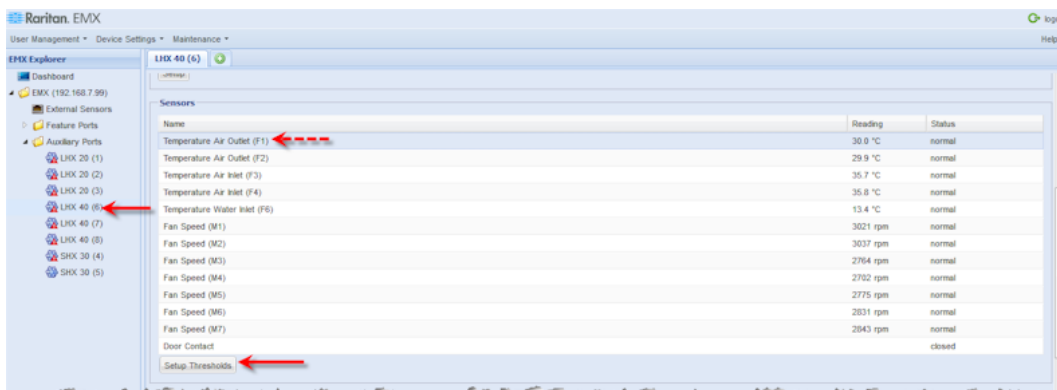 Raritan. EMX
User Management Device Settings Maintenance
Help
EMX Explorer
LHX 40 (6)
Dashboard
EMX (192.168.7.99)
External Sensors
Feature Ports
Auxiliary Ports
LHX 20 (1)
LHX 20 (2)
LHX 20 (3)
LHX 40 (6)
LHX 40 (7)
LHX 40 (8)
SHX 30 (4)
SHX 30 (5)
Sensors
Name Reading Status
Temperature Air Outlet (F1) 30.0 °C normal
Temperature Air Outlet (F2) 29.9 °C normal
Temperature Air Inlet (F3) 35.7 °C normal
Temperature Air Inlet (F4) 35.8 °C normal
Temperature Water Inlet (F6) 13.4 °C normal
Fan Speed (M1) 3021 rpm normal
Fan Speed (M2) 3037 rpm normal
Fan Speed (M3) 2764 rpm normal
Fan Speed (M4) 2702 rpm normal
Fan Speed (M5) 2775 rpm normal
Fan Speed (M6) 2831 rpm normal
Fan Speed (M7) 2843 rpm normal
Door Contact closed
Setup Thresholds